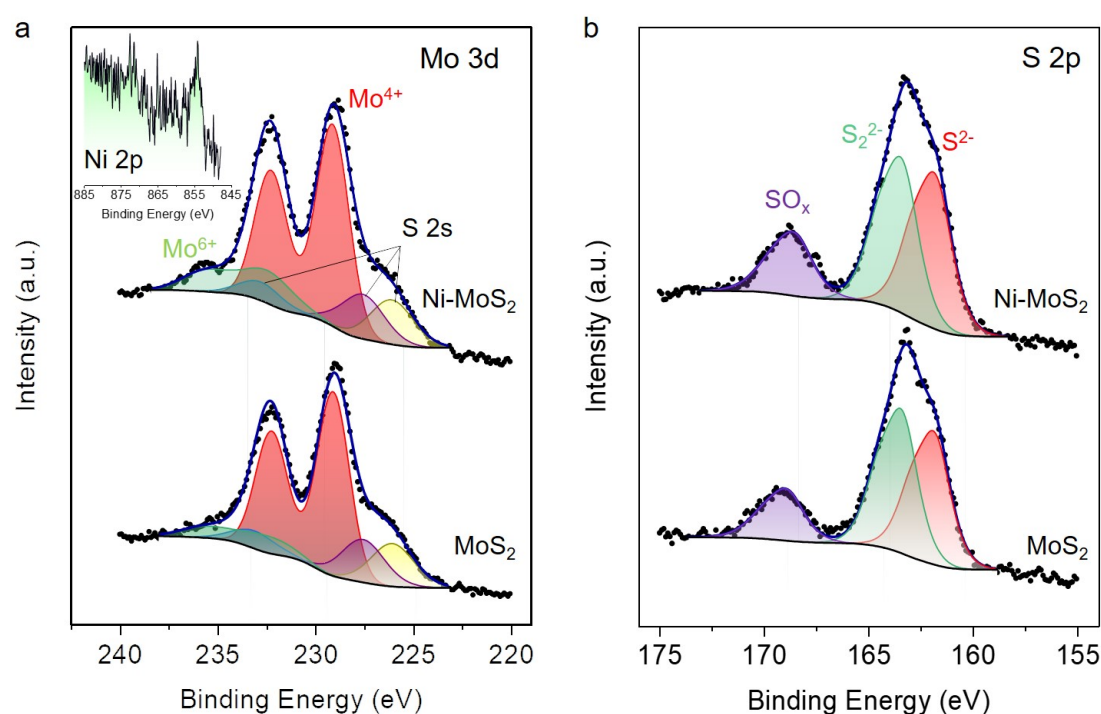 a
Mo 3d
Mo⁴⁺
Ni 2p
885 875 865 855 845
Binding Energy (eV)
S 2s
Mo⁶⁺
Ni-MoS₂
MoS₂
Intensity (a.u.)
240 235 230 225 220
Binding Energy (eV)
b
S 2p
S₂²⁻
S²⁻
SOₓ
Ni-MoS₂
MoS₂
Intensity (a.u.)
175 170 165 160 155
Binding Energy (eV)